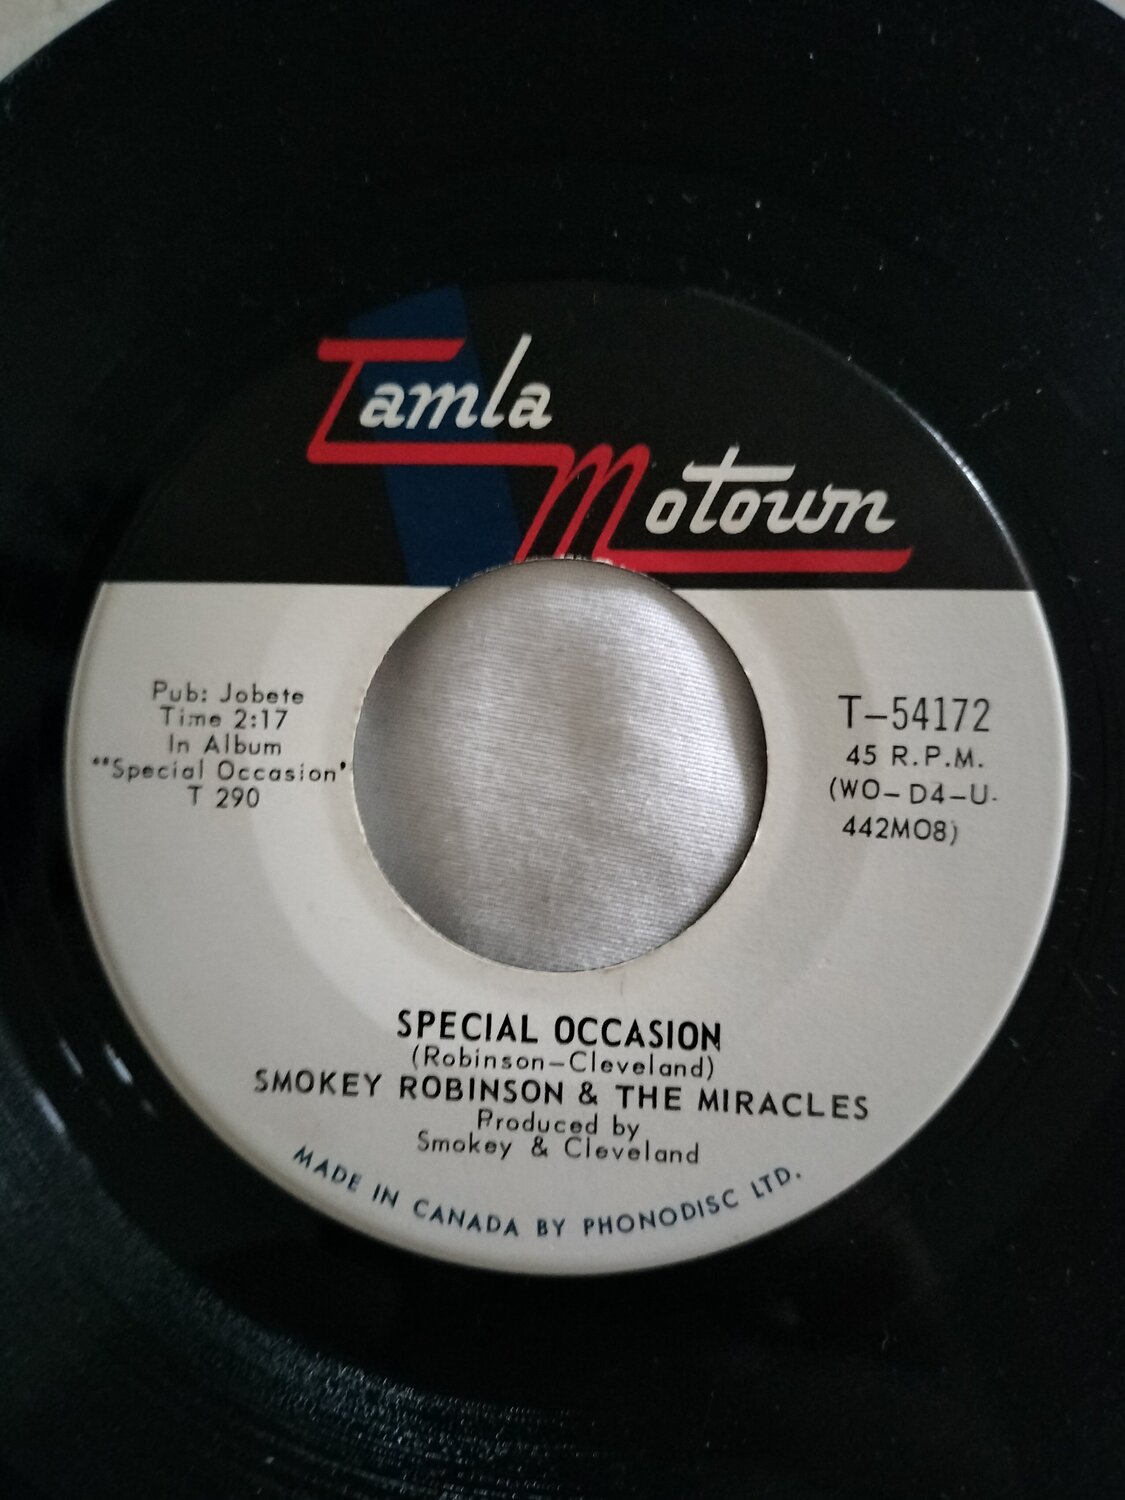 Tamla
Motown
Pub: Jobete
Time 2:17
In Album
"Special Occasion"
T 290
T-54172
45 R.P.M.
(WO-D4-U-
442MO8)
SPECIAL OCCASION
(Robinson-Cleveland)
SMOKEY ROBINSON & THE MIRACLES
Produced by
Smokey & Cleveland
MADE IN CANADA BY PHONODISC LTD.